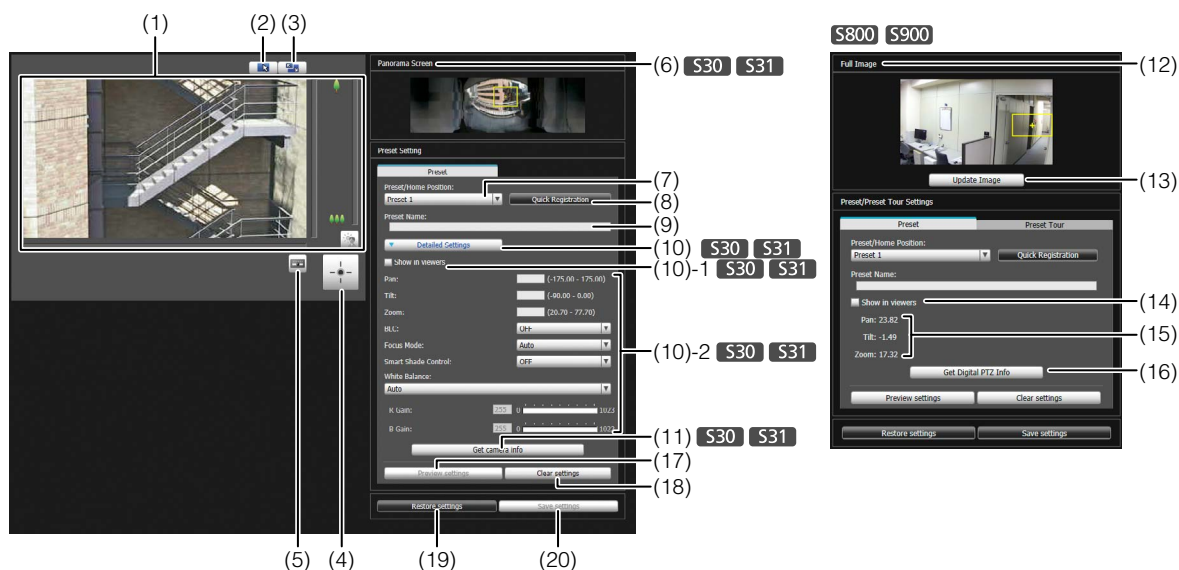 (1)
(2) (3)
S800 S900
Panorama Screen
(6) S30 S31
Full Image
(12)
Update Image
(13)
Preset Setting
Preset
Preset/Home Position:
(7)
Preset 1
Quick Registration
(8)
Preset Name:
(9)
Detailed Settings
(10) S30 S31
Show in viewers
(10)-1 S30 S31
Pan:
(-175.00 - 175.00)
Tilt:
(-90.00 - 0.00)
Zoom:
(20.70 - 77.70)
BLC:
OFF
Focus Mode:
Auto
(10)-2 S30 S31
Smart Shade Control:
OFF
White Balance:
Auto
R Gain:
255 0 1023
B Gain:
255 0 1023
(11) S30 S31
Get camera info
(17)
Preview settings
Clear settings
(18)
Restore settings
Save settings
(5) (4) (19) (20)
Preset/Preset Tour Settings
Preset
Preset Tour
Preset/Home Position:
Preset 1
Quick Registration
Preset Name:
Show in viewers
(14)
Pan: 23.82
(15)
Tilt: -1.49
Zoom: 17.32
Get Digital PTZ Info
(16)
Preview settings
Clear settings
Restore settings
Save settings